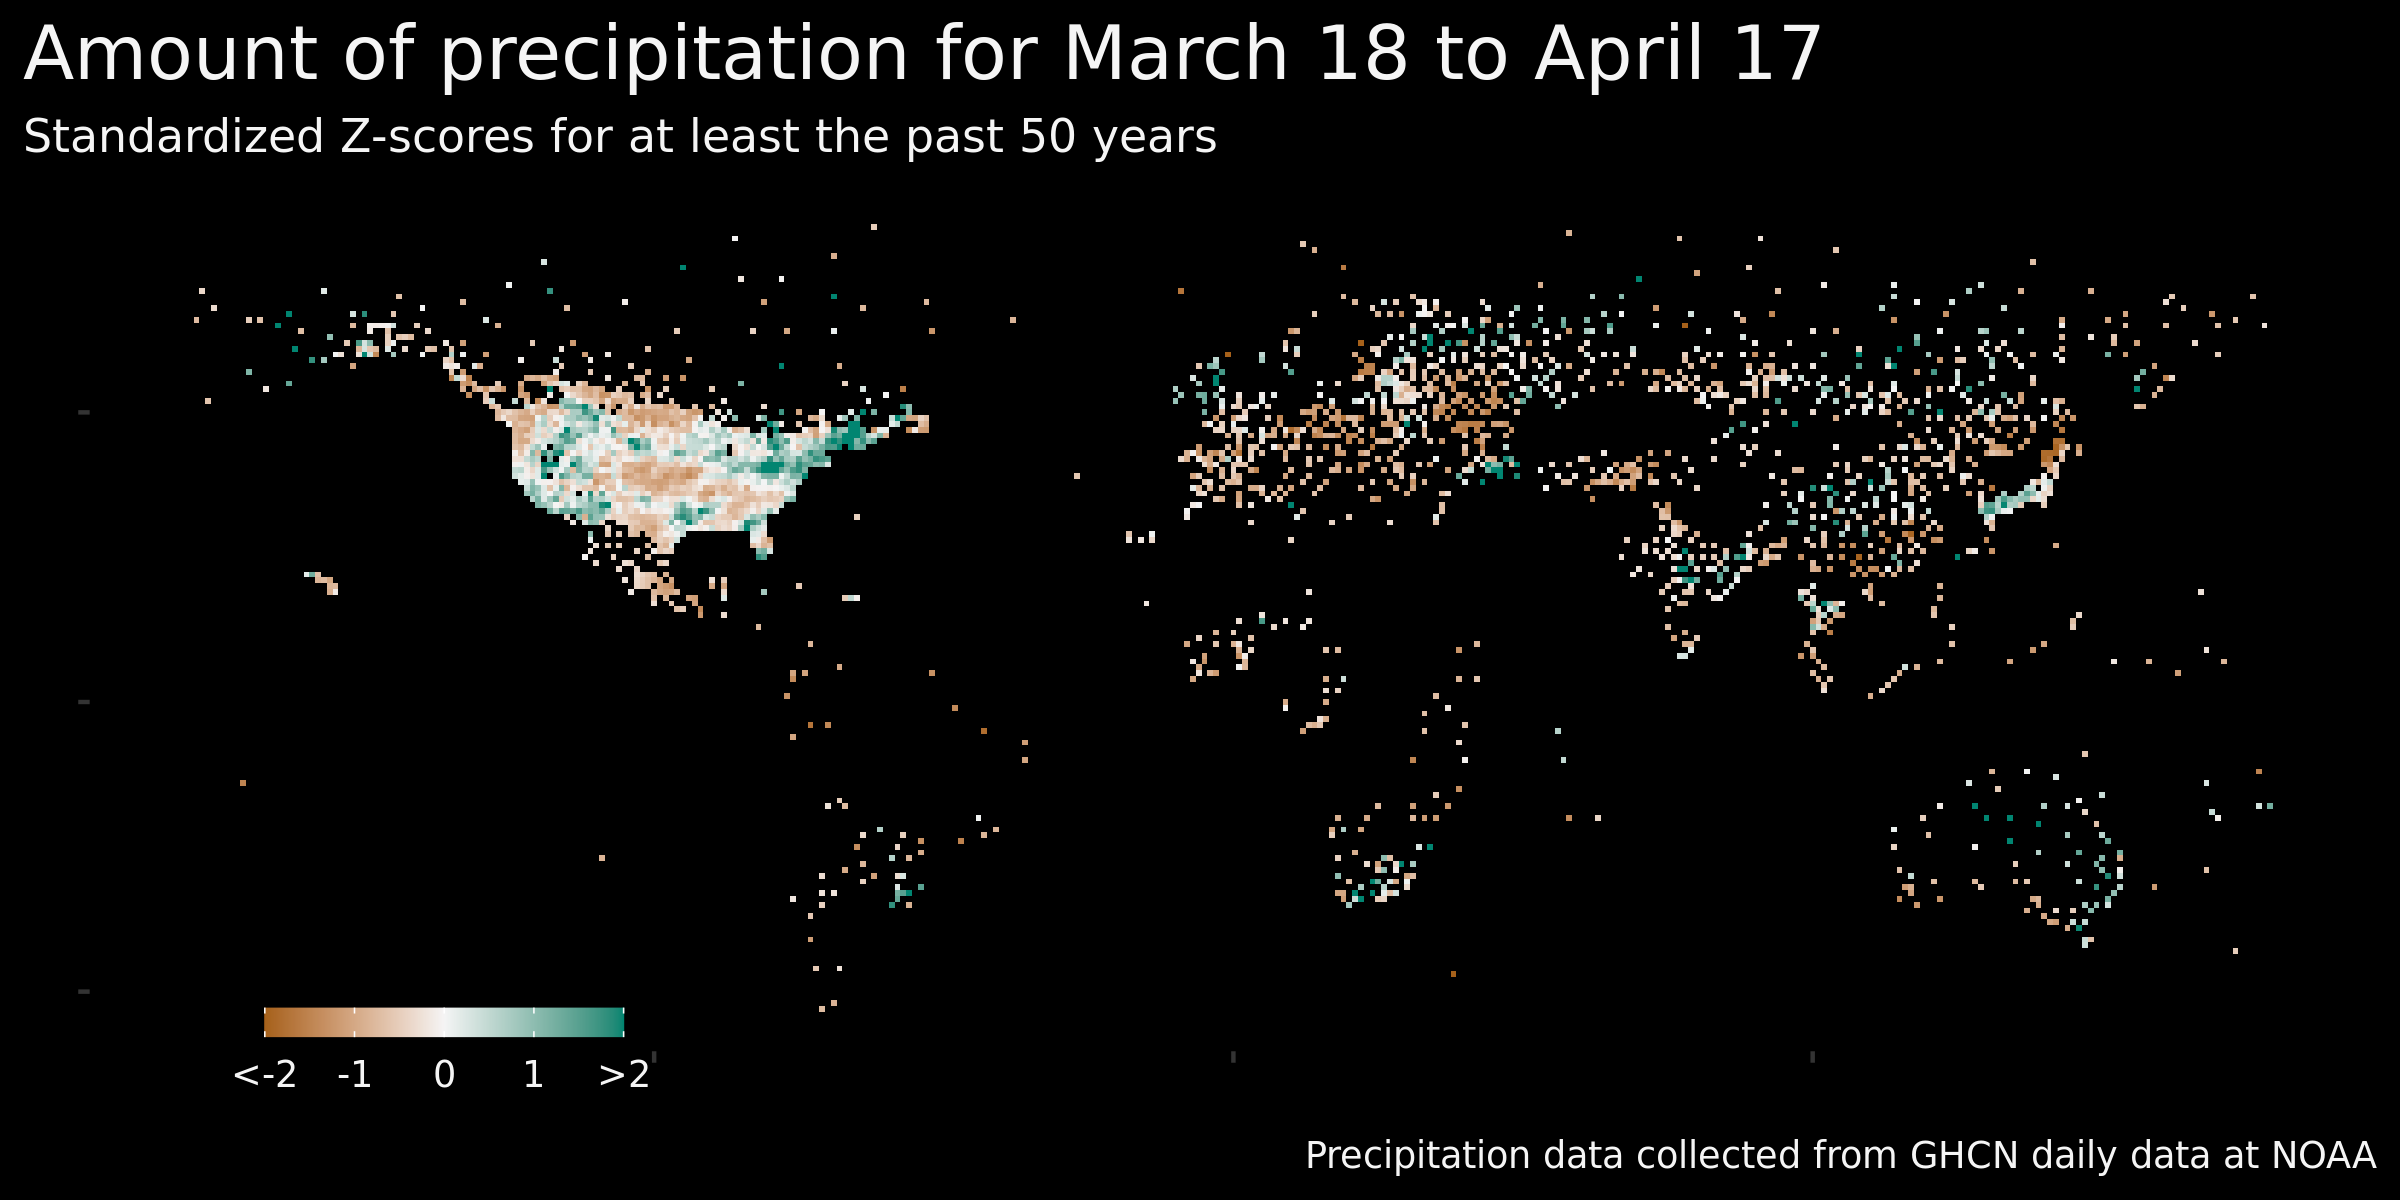 Amount of precipitation for March 18 to April 17
Standardized Z-scores for at least the past 50 years
<-2 -1 0 1 >2
Precipitation data collected from GHCN daily data at NOAA